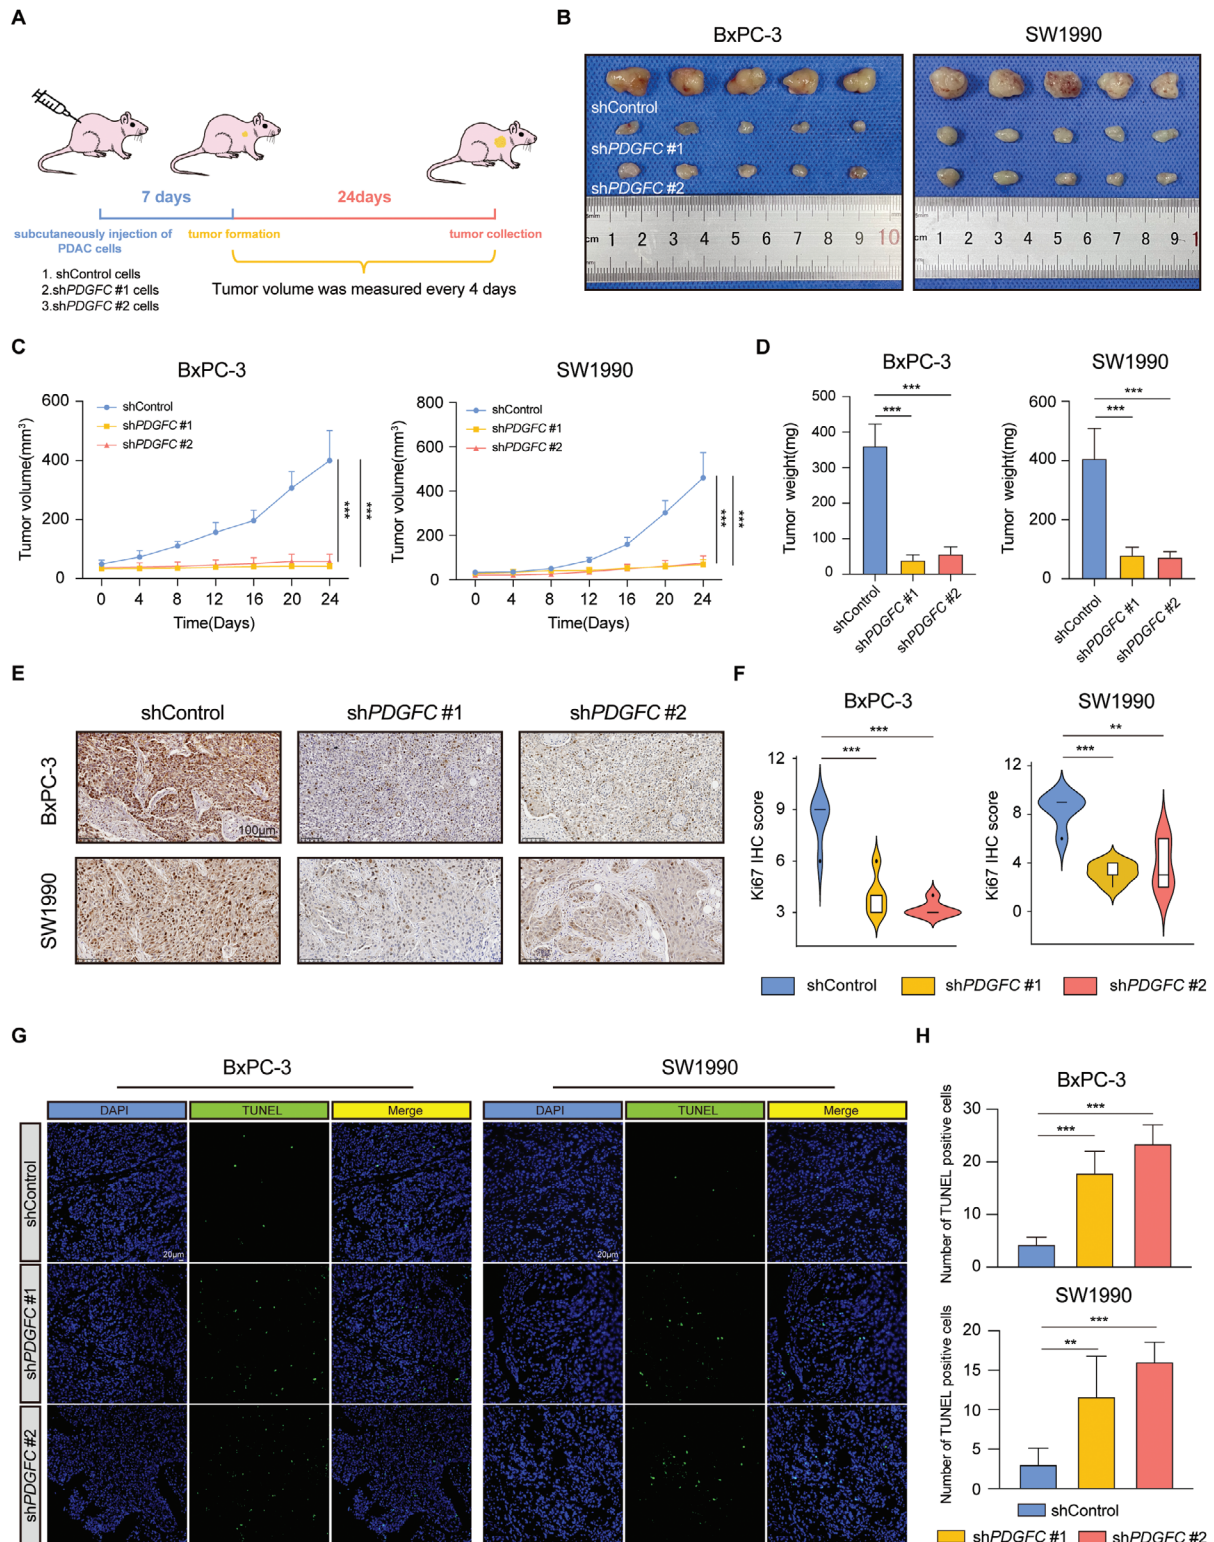 A
7 days
24days
subcutaneously injection of
PDAC cells
tumor formation
tumor collection
1. shControl cells
2.shPDGFC #1 cells
3.shPDGFC #2 cells
Tumor volume was measured every 4 days
B
BxPC-3
SW1990
shControl
shPDGFC #1
shPDGFC #2
cm 1 2 3 4 5 6 7 8 9 10
cm 1 2 3 4 5 6 7 8 9 1
C
BxPC-3
Tumor volume(mm³)
600
400
200
0
shControl
shPDGFC #1
shPDGFC #2
***
***
0 4 8 12 16 20 24
Time(Days)
SW1990
Tumor volume(mm³)
800
600
400
200
0
shControl
shPDGFC #1
shPDGFC #2
***
***
0 4 8 12 16 20 24
Time(Days)
D
BxPC-3
Tumor weight(mg)
500
400
300
200
100
0
***
***
shControl
shPDGFC #1
shPDGFC #2
SW1990
Tumor weight(mg)
600
400
200
0
***
***
shControl
shPDGFC #1
shPDGFC #2
E
shControl
shPDGFC #1
shPDGFC #2
BxPC-3
100μm
SW1990
F
BxPC-3
Ki67 IHC score
12
9
6
3
***
***
SW1990
Ki67 IHC score
12
8
4
0
**
***
shControl
shPDGFC #1
shPDGFC #2
G
BxPC-3
SW1990
DAPI
TUNEL
Merge
DAPI
TUNEL
Merge
shControl
20μm
20μm
shPDGFC #1
shPDGFC #2
H
BxPC-3
Number of TUNEL positive cells
30
20
10
0
***
***
SW1990
Number of TUNEL positive cells
20
15
10
5
0
***
**
shControl
shPDGFC #1
shPDGFC #2